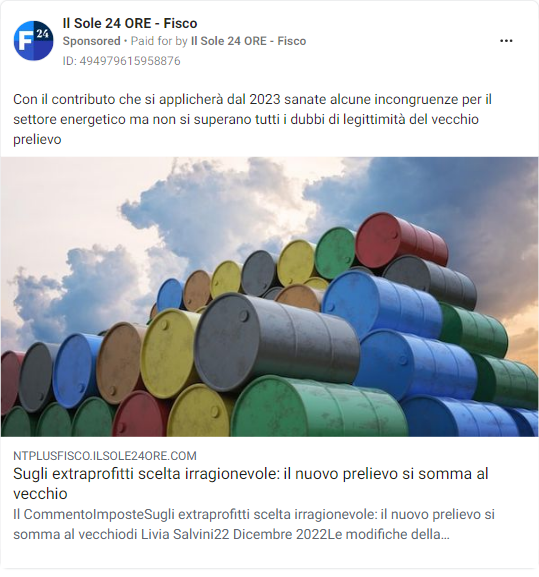 F 24
Il Sole 24 ORE - Fisco
Sponsored • Paid for by Il Sole 24 ORE - Fisco
ID: 494979615958876
Con il contributo che si applicherà dal 2023 sanate alcune incongruenze per il
settore energetico ma non si superano tutti i dubbi di legittimità del vecchio
prelievo
NTPLUSFISCO.ILSOLE24ORE.COM
Sugli extraprofitti scelta irragionevole: il nuovo prelievo si somma al
vecchio
Il CommentoImposteSugli extraprofitti scelta irragionevole: il nuovo prelievo si
somma al vecchiodi Livia Salvini22 Dicembre 2022Le modifiche della...